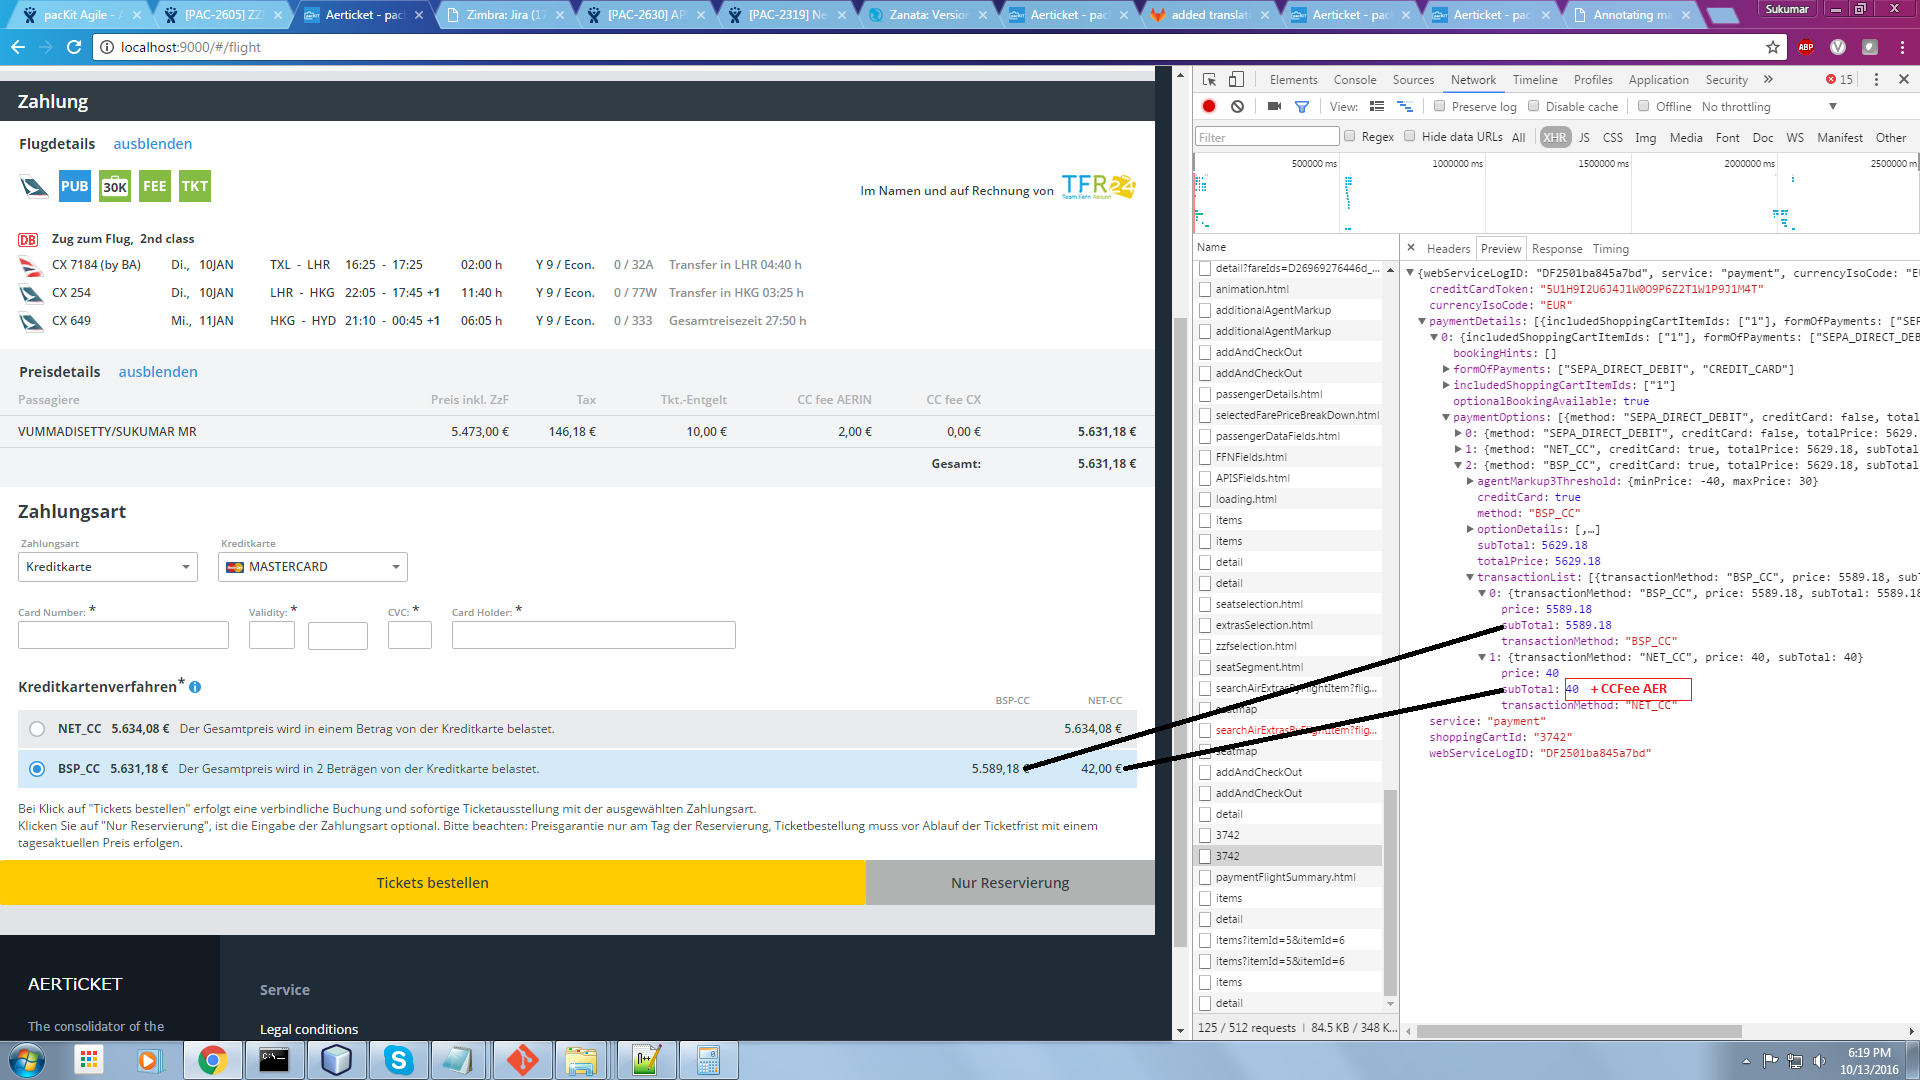 packit Agile -
[PAC-2605] ZZ
Aerticket - pac
Zimbra: Jira (17
[PAC-2630] AP
[PAC-2319] Ne
Zanata: Version
Aerticket - pac
added translat
Aerticket - pac
Aerticket - pac
Annotating ma
Sukumar
localhost:9000/#/flight
Zahlung
Flugdetails ausblenden
PUB 30K FEE TKT
Im Namen und auf Rechnung von TFR24
Team Fern Reisen
DB Zug zum Flug, 2nd class
CX 7184 (by BA) Di., 10JAN TXL - LHR 16:25 - 17:25 02:00 h Y 9 / Econ. 0 / 32A Transfer in LHR 04:40 h
CX 254 Di., 10JAN LHR - HKG 22:05 - 17:45 +1 11:40 h Y 9 / Econ. 0 / 77W Transfer in HKG 03:25 h
CX 649 Mi., 11JAN HKG - HYD 21:10 - 00:45 +1 06:05 h Y 9 / Econ. 0 / 333 Gesamtreisezeit 27:50 h
Preisdetails ausblenden
Passagiere Preis inkl. ZzF Tax Tkt.-Entgelt CC fee AERIN CC fee CX
VUMMADISETTY/SUKUMAR MR 5.473,00 € 146,18 € 10,00 € 2,00 € 0,00 € 5.631,18 €
Gesamt: 5.631,18 €
Zahlungsart
Zahlungsart Kreditkarte
Kreditkarte MASTERCARD
Card Number: * Validity: * CVC: * Card Holder: *
Kreditkartenverfahren* BSP-CC NET-CC
NET_CC 5.634,08 € Der Gesamtpreis wird in einem Betrag von der Kreditkarte belastet. 5.634,08 €
BSP_CC 5.631,18 € Der Gesamtpreis wird in 2 Beträgen von der Kreditkarte belastet. 5.589,18 € 42,00 €
Bei Klick auf "Tickets bestellen" erfolgt eine verbindliche Buchung und sofortige Ticketausstellung mit der ausgewählten Zahlungsart.
Klicken Sie auf "Nur Reservierung", ist die Eingabe der Zahlungsart optional. Bitte beachten: Preisgarantie nur am Tag der Reservierung, Ticketbestellung muss vor Ablauf der Ticketfrist mit einem
tagesaktuellen Preis erfolgen.
Tickets bestellen Nur Reservierung
AERTiCKET Service
The consolidator of the Legal conditions
Elements Console Sources Network Timeline Profiles Application Security » 15
View: Preserve log Disable cache Offline No throttling
Filter Regex Hide data URLs All XHR JS CSS Img Media Font Doc WS Manifest Other
500000 ms 1000000 ms 1500000 ms 2000000 ms 2500000 m
Name
detail?fareIds=D26969276446d_...
animation.html
additionalAgentMarkup
additionalAgentMarkup
addAndCheckOut
addAndCheckOut
passengerDetails.html
selectedFarePriceBreakDown.html
passengerDataFields.html
FFNFields.html
APISFields.html
loading.html
items
items
detail
detail
seatselection.html
extrasSelection.html
zzfselection.html
seatSegment.html
searchAirExtrasByFlightItem?flig...
seatmap
searchAirExtrasByFlightItem?flig...
seatmap
addAndCheckOut
addAndCheckOut
detail
3742
3742
paymentFlightSummary.html
items
detail
items?itemId=5&itemId=6
items?itemId=5&itemId=6
items
detail
125 / 512 requests | 84.5 KB / 348 K...
Headers Preview Response Timing
{webServiceLogID: "DF2501ba845a7bd", service: "payment", currencyIsoCode: "EU
creditCardToken: "5U1H9I2U6J4J1W0O9P6Z2T1W1P9J1M4T"
currencyIsoCode: "EUR"
paymentDetails: [{includedShoppingCartItemIds: ["1"], formOfPayments: ["SEP
0: {includedShoppingCartItemIds: ["1"], formOfPayments: ["SEPA_DIRECT_DEB
bookingHints: []
formOfPayments: ["SEPA_DIRECT_DEBIT", "CREDIT_CARD"]
includedShoppingCartItemIds: ["1"]
optionalBookingAvailable: true
paymentOptions: [{method: "SEPA_DIRECT_DEBIT", creditCard: false, total
0: {method: "SEPA_DIRECT_DEBIT", creditCard: false, totalPrice: 5629.
1: {method: "NET_CC", creditCard: true, totalPrice: 5629.18, subTotal
2: {method: "BSP_CC", creditCard: true, totalPrice: 5629.18, subTotal
agentMarkup3Threshold: {minPrice: -40, maxPrice: 30}
creditCard: true
method: "BSP_CC"
optionDetails: [,…]
subTotal: 5629.18
totalPrice: 5629.18
transactionList: [{transactionMethod: "BSP_CC", price: 5589.18, subT
0: {transactionMethod: "BSP_CC", price: 5589.18, subTotal: 5589.18
price: 5589.18
subTotal: 5589.18
transactionMethod: "BSP_CC"
1: {transactionMethod: "NET_CC", price: 40, subTotal: 40}
price: 40
subTotal: 40 + CCFee AER
transactionMethod: "NET_CC"
service: "payment"
shoppingCartId: "3742"
webServiceLogID: "DF2501ba845a7bd"
6:19 PM
10/13/2016